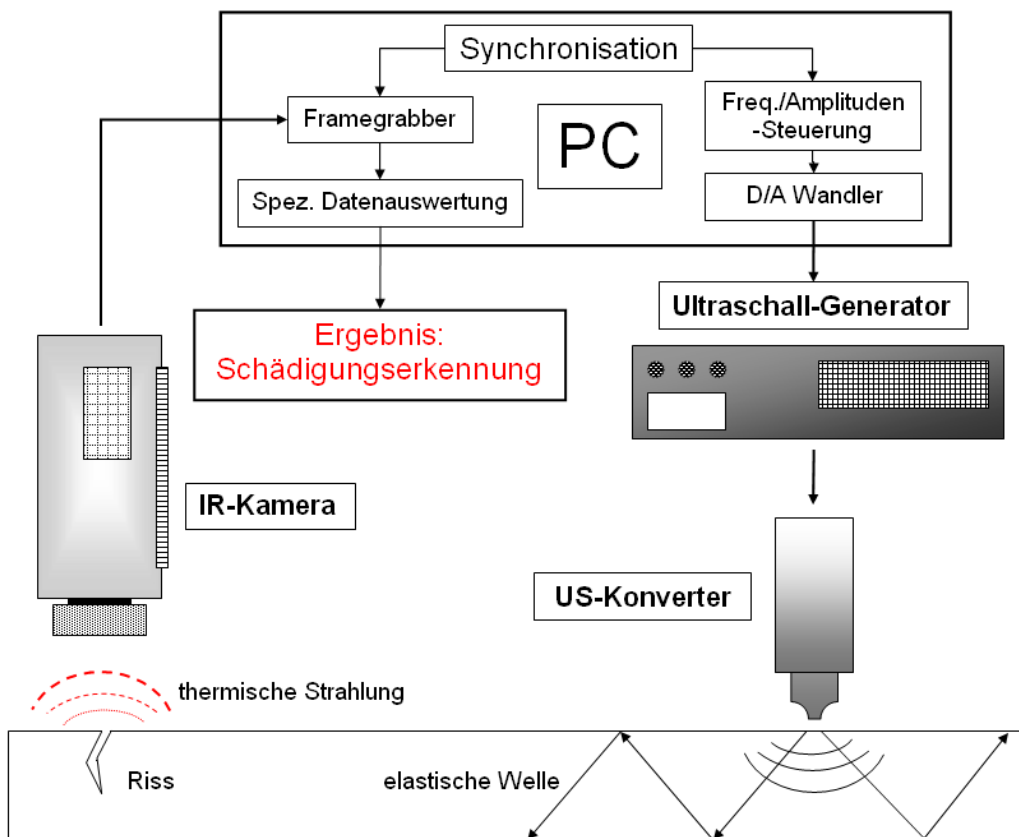 Synchronisation
Framegrabber
Freq./Amplituden
-Steuerung
PC
Spez. Datenauswertung
D/A Wandler
Ultraschall-Generator
Ergebnis:
Schädigungserkennung
IR-Kamera
US-Konverter
thermische Strahlung
Riss
elastische Welle